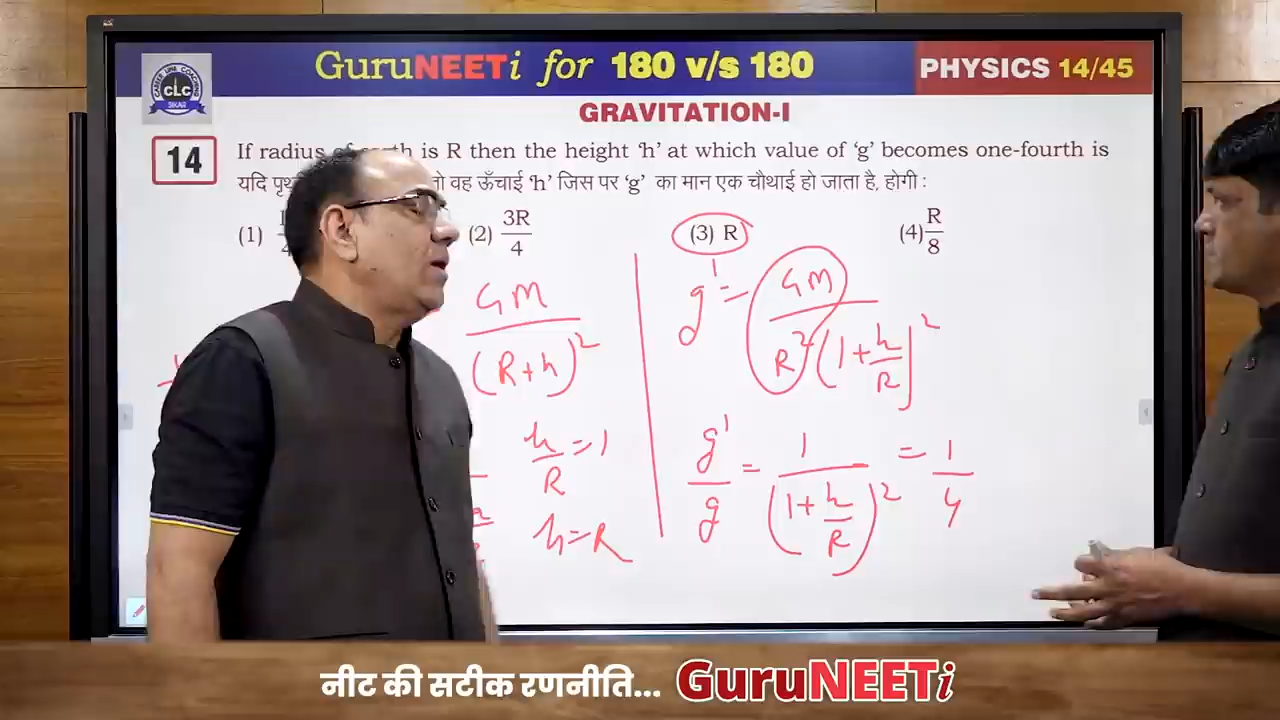 GuruNEETi for 180 v/s 180
PHYSICS 14/45
CLC
SIKAR
GRAVITATION-I
14
If radius of earth is R then the height 'h' at which value of 'g' becomes one-fourth is
यदि तो वह ऊँचाई 'h' जिस पर 'g' का मान एक चौथाई हो जाता है, होगी :
(1) (2) 3R/4 (3) R (4) R/8
GM/(R+h)²
h/R = 1
h = R
g' = GM/R²(1+h/R]²
g'/g = 1/(1+h/R)² = 1/4
नीट की सटीक रणनीति... GuruNEETi